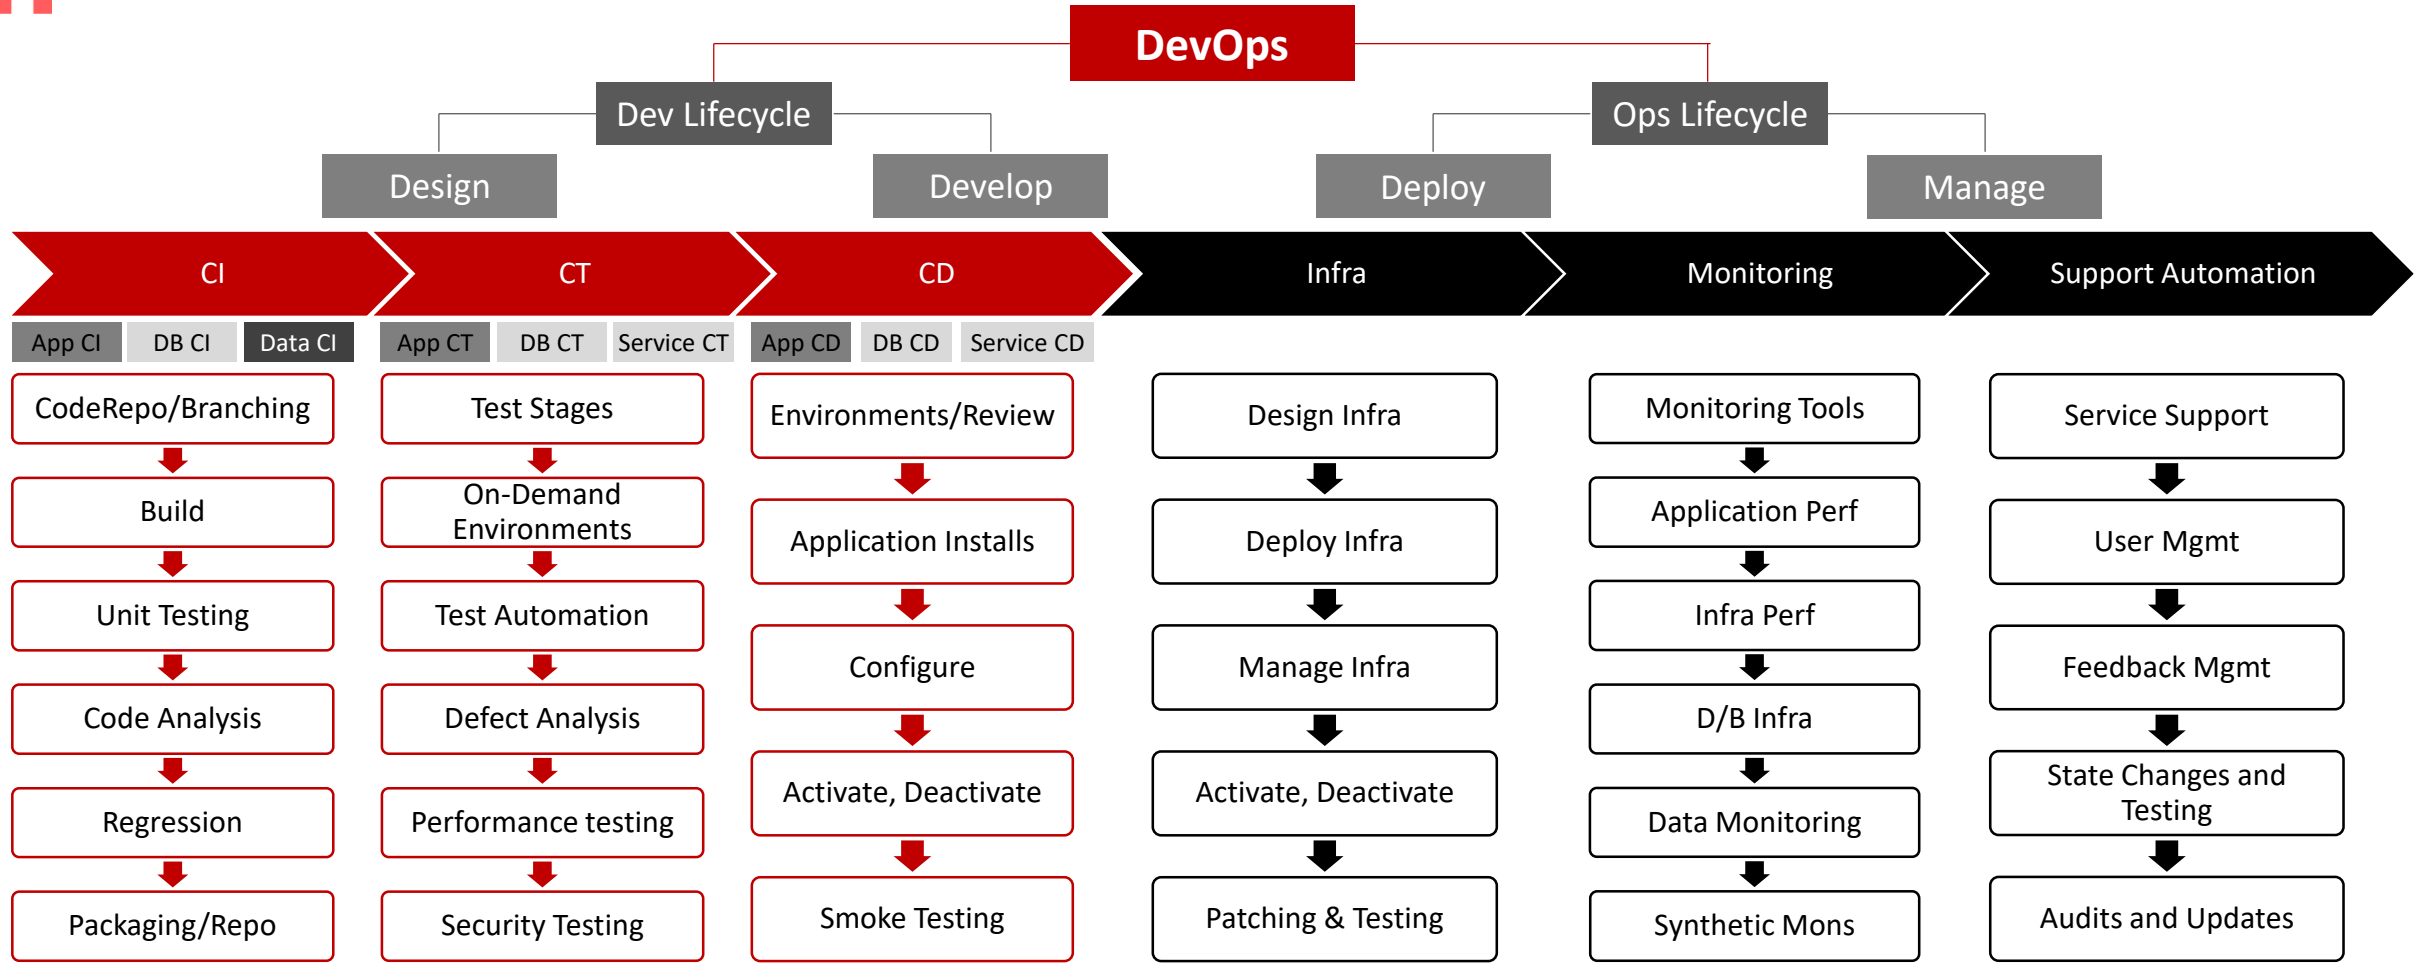 DevOps
Dev Lifecycle
Ops Lifecycle
Design
Develop
Deploy
Manage
CI
CT
CD
Infra
Monitoring
Support Automation
App CI
DB CI
Data CI
App CT
DB CT
Service CT
App CD
DB CD
Service CD
CodeRepo/Branching
Build
Unit Testing
Code Analysis
Regression
Packaging/Repo
Test Stages
On-Demand
Environments
Test Automation
Defect Analysis
Performance testing
Security Testing
Environments/Review
Application Installs
Configure
Activate, Deactivate
Smoke Testing
Design Infra
Deploy Infra
Manage Infra
Activate, Deactivate
Patching & Testing
Monitoring Tools
Application Perf
Infra Perf
D/B Infra
Data Monitoring
Synthetic Mons
Service Support
User Mgmt
Feedback Mgmt
State Changes and
Testing
Audits and Updates